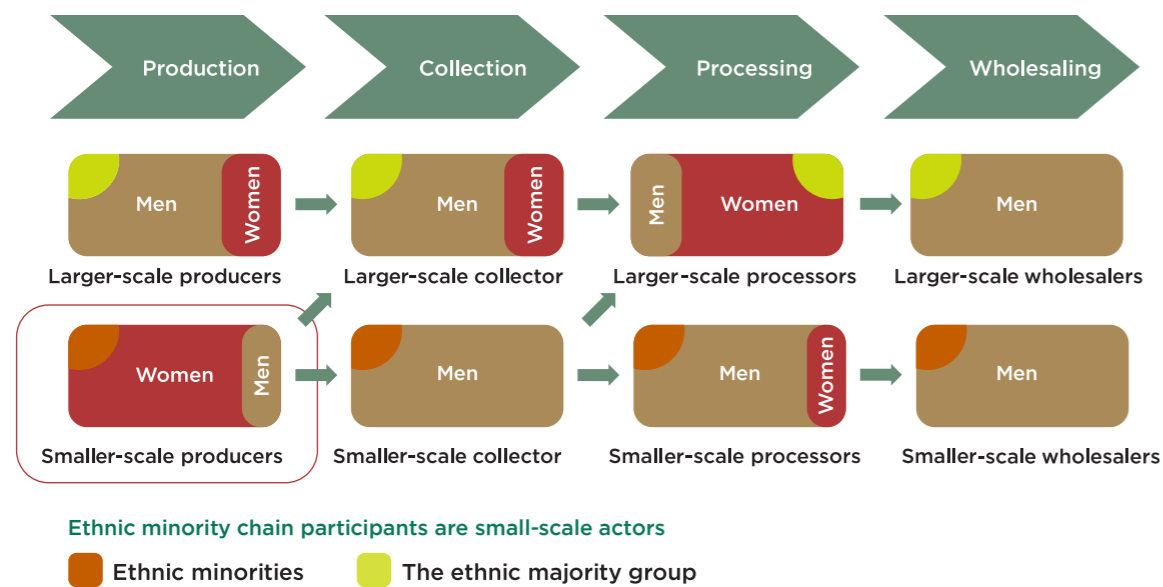 Production
Collection
Processing
Wholesaling
Men
Women
Men
Women
Men
Women
Men
Larger-scale producers
Larger-scale collector
Larger-scale processors
Larger-scale wholesalers
Women
Men
Men
Men
Women
Men
Smaller-scale producers
Smaller-scale collector
Smaller-scale processors
Smaller-scale wholesalers
Ethnic minority chain participants are small-scale actors
Ethnic minorities
The ethnic majority group